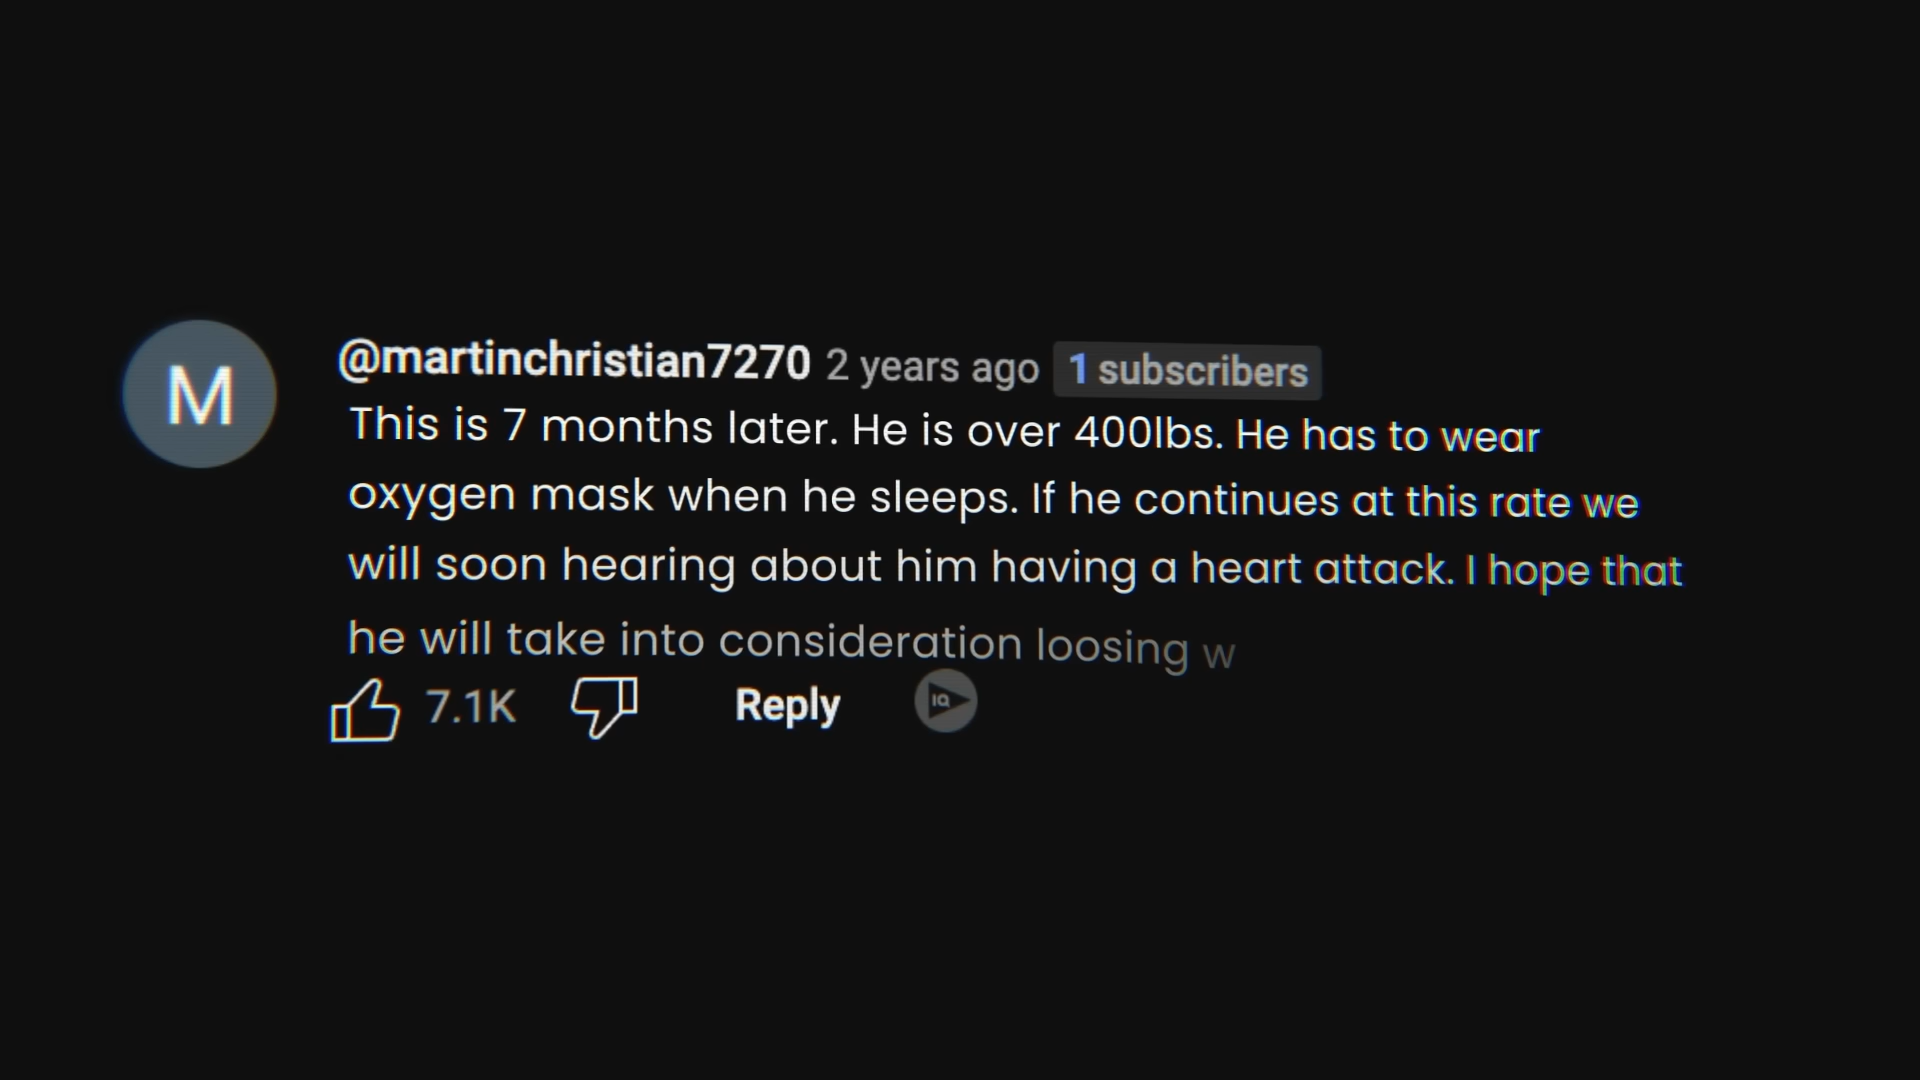 M
@martinchristian7270 2 years ago 1 subscribers
This is 7 months later. He is over 400lbs. He has to wear
oxygen mask when he sleeps. If he continues at this rate we
will soon hearing about him having a heart attack. I hope that
he will take into consideration loosing w
7.1K Reply IQ